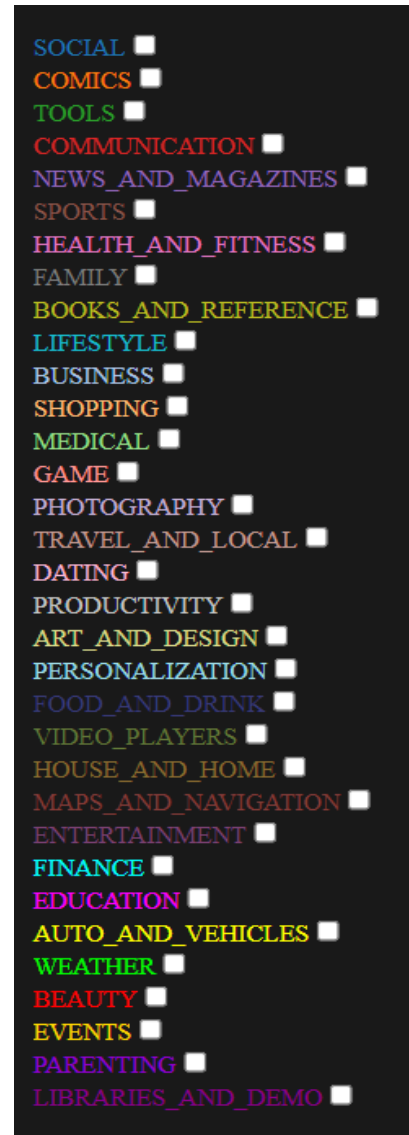 SOCIAL
COMICS
TOOLS
COMMUNICATION
NEWS_AND_MAGAZINES
SPORTS
HEALTH_AND_FITNESS
FAMILY
BOOKS_AND_REFERENCE
LIFESTYLE
BUSINESS
SHOPPING
MEDICAL
GAME
PHOTOGRAPHY
TRAVEL_AND_LOCAL
DATING
PRODUCTIVITY
ART_AND_DESIGN
PERSONALIZATION
FOOD_AND_DRINK
VIDEO_PLAYERS
HOUSE_AND_HOME
MAPS_AND_NAVIGATION
ENTERTAINMENT
FINANCE
EDUCATION
AUTO_AND_VEHICLES
WEATHER
BEAUTY
EVENTS
PARENTING
LIBRARIES_AND_DEMO